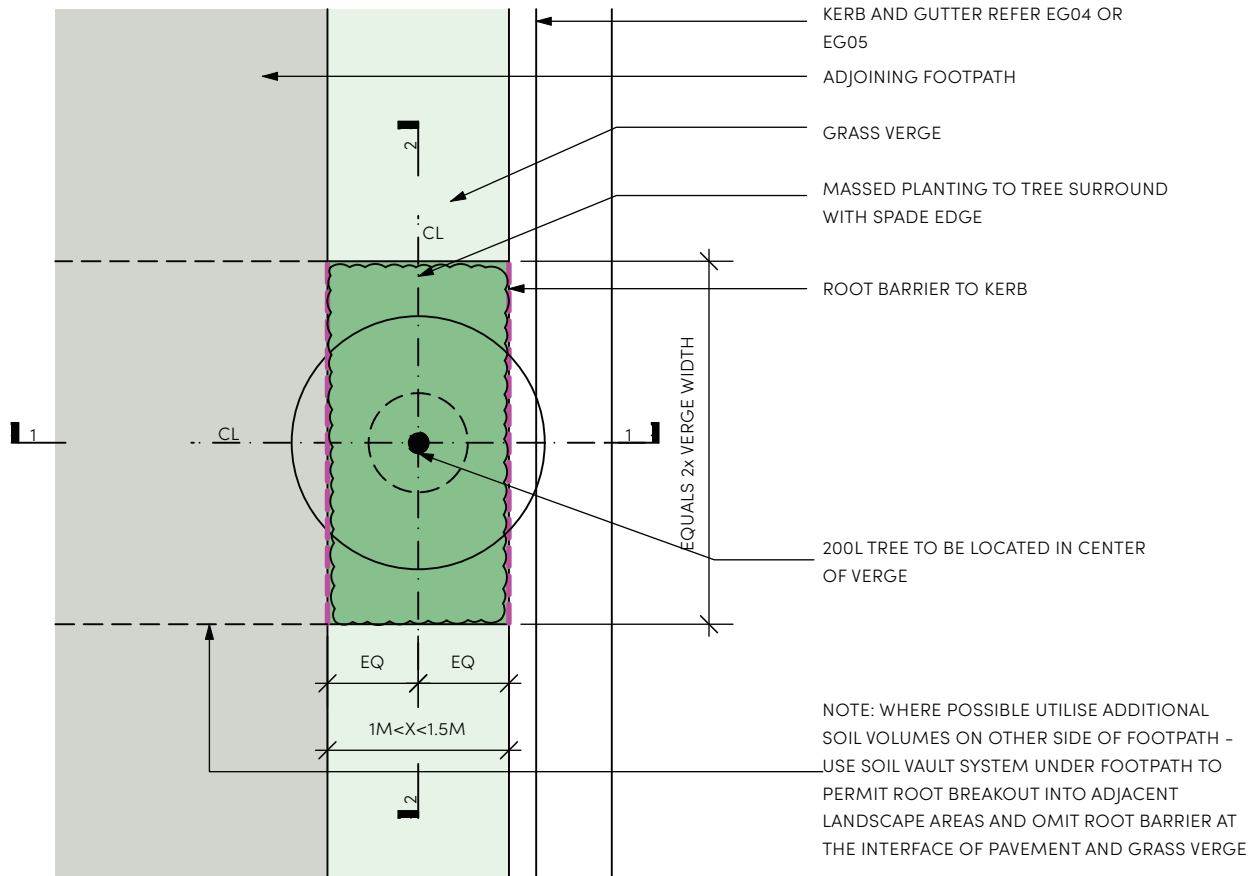 KERB AND GUTTER REFER EG04 OR
EG05
ADJOINING FOOTPATH
GRASS VERGE
2
MASSED PLANTING TO TREE SURROUND
WITH SPADE EDGE
CL
ROOT BARRIER TO KERB
EQUALS 2x VERGE WIDTH
1
CL
1
200L TREE TO BE LOCATED IN CENTER
OF VERGE
EQ
EQ
1M<X<1.5M
2
NOTE: WHERE POSSIBLE UTILISE ADDITIONAL
SOIL VOLUMES ON OTHER SIDE OF FOOTPATH -
USE SOIL VAULT SYSTEM UNDER FOOTPATH TO
PERMIT ROOT BREAKOUT INTO ADJACENT
LANDSCAPE AREAS AND OMIT ROOT BARRIER AT
THE INTERFACE OF PAVEMENT AND GRASS VERGE